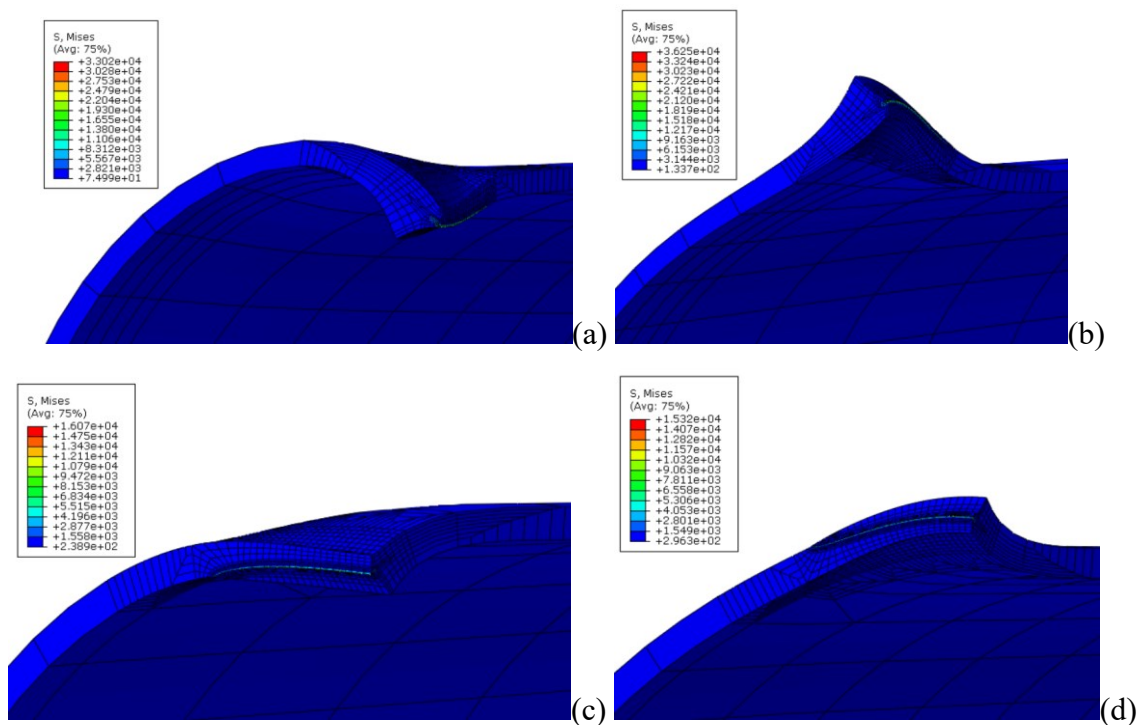 S, Mises
(Avg: 75%)
+3.302e+04
+3.028e+04
+2.753e+04
+2.479e+04
+2.204e+04
+1.930e+04
+1.655e+04
+1.380e+04
+1.106e+04
+8.312e+03
+5.567e+03
+2.821e+03
+7.499e+01
(a)
S, Mises
(Avg: 75%)
+3.625e+04
+3.324e+04
+3.023e+04
+2.722e+04
+2.421e+04
+2.120e+04
+1.819e+04
+1.518e+04
+1.217e+04
+9.163e+03
+6.153e+03
+3.144e+03
+1.337e+02
(b)
S, Mises
(Avg: 75%)
+1.607e+04
+1.475e+04
+1.343e+04
+1.211e+04
+1.079e+04
+9.472e+03
+8.153e+03
+6.834e+03
+5.515e+03
+4.196e+03
+2.877e+03
+1.558e+03
+2.389e+02
(c)
S, Mises
(Avg: 75%)
+1.532e+04
+1.407e+04
+1.282e+04
+1.157e+04
+1.032e+04
+9.063e+03
+7.811e+03
+6.558e+03
+5.306e+03
+4.053e+03
+2.801e+03
+1.549e+03
+2.963e+02
(d)